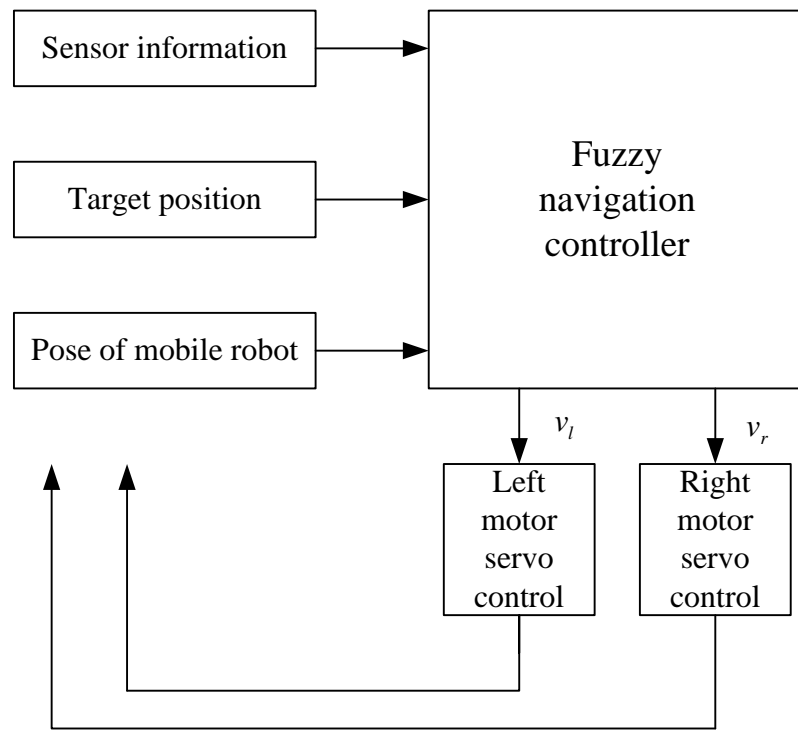 Sensor information
Target position
Pose of mobile robot
Fuzzy
navigation
controller
v_l
v_r
Left
motor
servo
control
Right
motor
servo
control